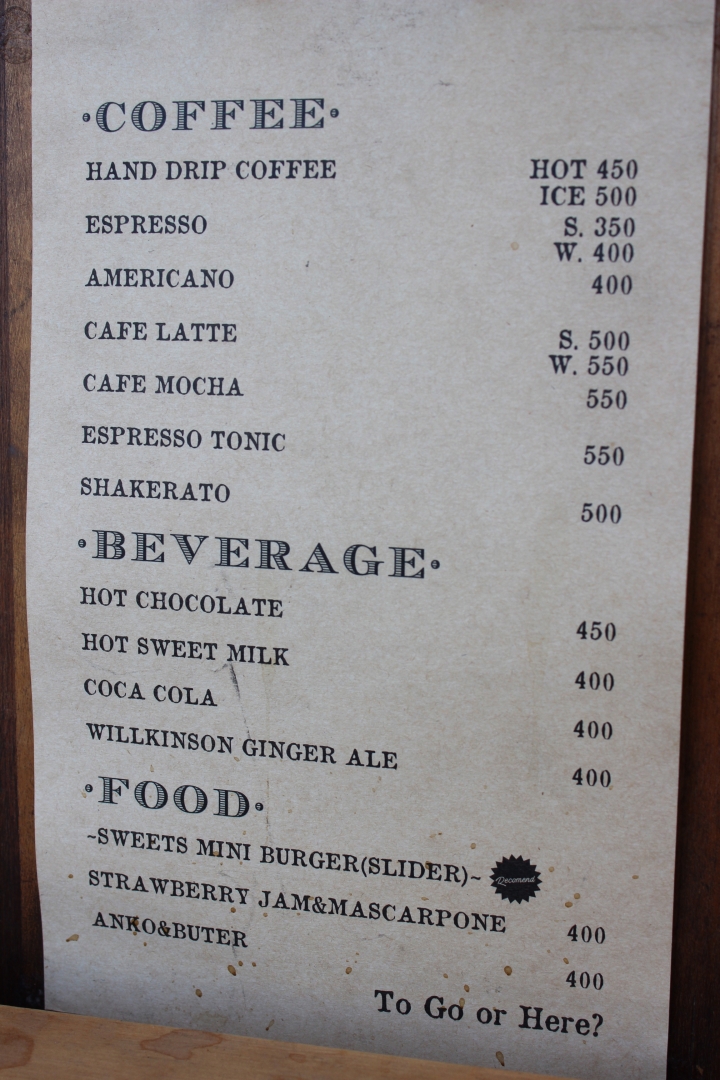 ·COFFEE·
HAND DRIP COFFEE HOT 450
ICE 500
ESPRESSO S. 350
W. 400
AMERICANO 400
CAFE LATTE S. 500
W. 550
CAFE MOCHA 550
ESPRESSO TONIC 550
SHAKERATO 500
·BEVERAGE·
HOT CHOCOLATE 450
HOT SWEET MILK 400
COCA COLA 400
WILLKINSON GINGER ALE 400
·FOOD·
~SWEETS MINI BURGER(SLIDER)~ Recomend
STRAWBERRY JAM&MASCARPONE 400
ANKO&BUTER 400
To Go or Here?